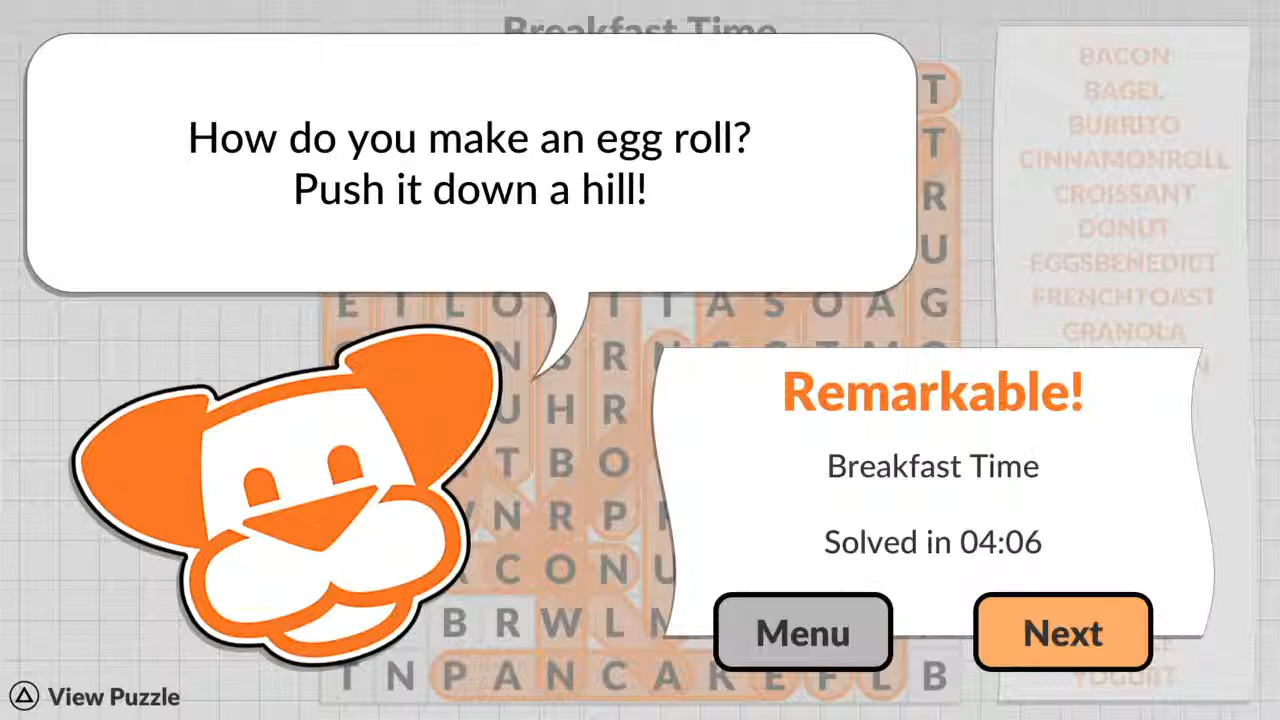 Breakfast Time
How do you make an egg roll?
Push it down a hill!
T
T
R
U
E I L O I T A S O A G
N B R
U H R
T B O
N R P
C O N U
B R W L
T N P A N C A K E F L B
BACON
BAGEL
BURRITO
CINNAMONROLL
CROISSANT
DONUT
EGGSBENEDICT
FRENCHTOAST
GRANOLA
YOGURT
Remarkable!
Breakfast Time
Solved in 04:06
Menu
Next
View Puzzle